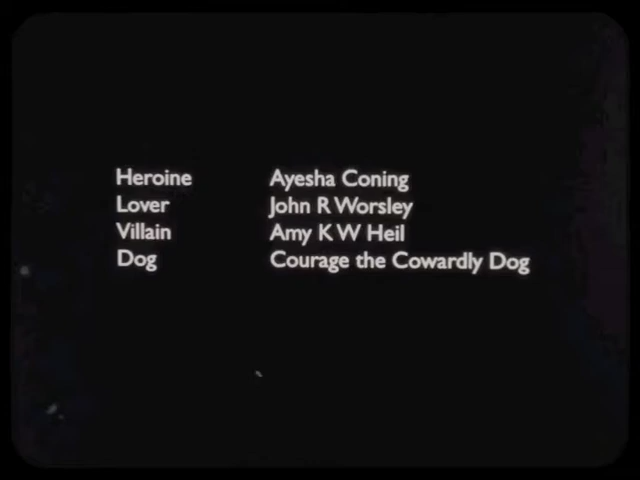 Heroine Ayesha Coning
Lover John R Worsley
Villain Amy K W Heil
Dog Courage the Cowardly Dog